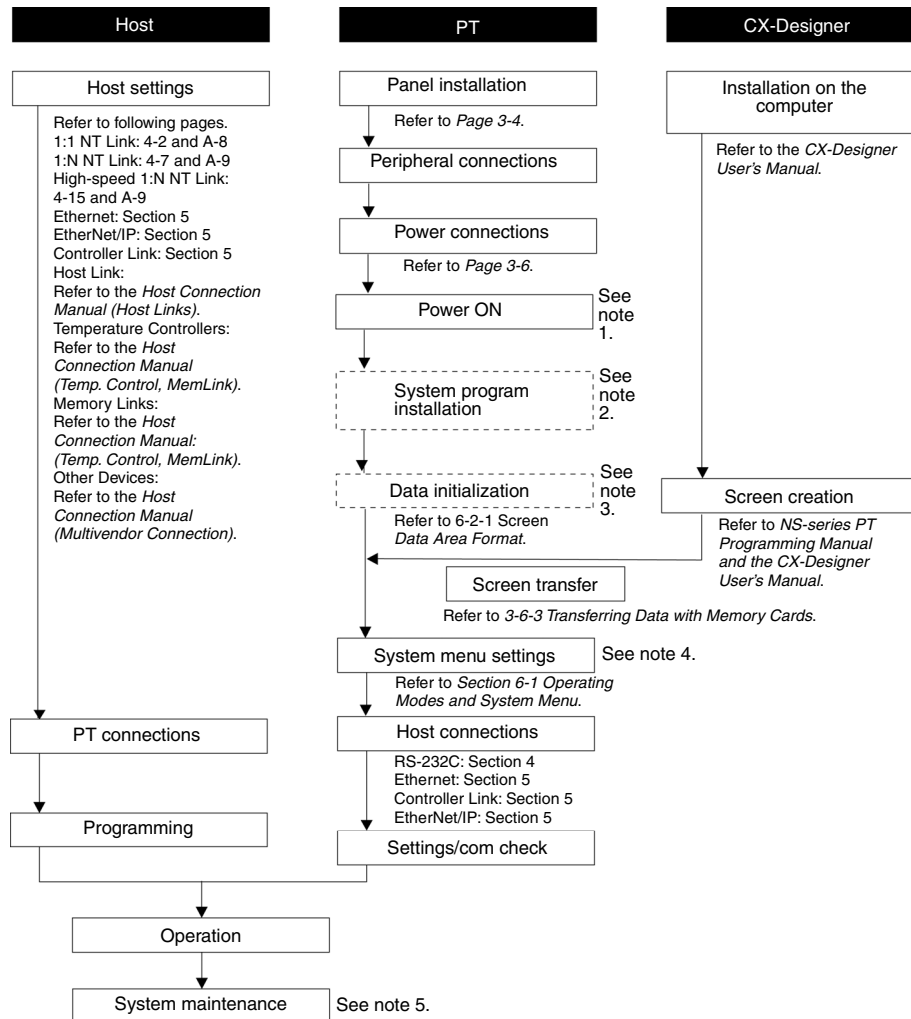 Host
PT
CX-Designer
Host settings
Refer to following pages.
1:1 NT Link: 4-2 and A-8
1:N NT Link: 4-7 and A-9
High-speed 1:N NT Link:
4-15 and A-9
Ethernet: Section 5
EtherNet/IP: Section 5
Controller Link: Section 5
Host Link:
Refer to the Host Connection
Manual (Host Links).
Temperature Controllers:
Refer to the Host
Connection Manual
(Temp. Control, MemLink).
Memory Links:
Refer to the Host
Connection Manual:
(Temp. Control, MemLink).
Other Devices:
Refer to the Host
Connection Manual
(Multivendor Connection).
PT connections
Programming
Panel installation
Refer to Page 3-4.
Peripheral connections
Power connections
Refer to Page 3-6.
Power ON
See
note
1.
System program
installation
See
note
2.
Data initialization
See
note
3.
Refer to 6-2-1 Screen
Data Area Format.
Installation on the
computer
Refer to the CX-Designer
User's Manual.
Screen creation
Refer to NS-series PT
Programming Manual
and the CX-Designer
User's Manual.
Screen transfer
Refer to 3-6-3 Transferring Data with Memory Cards.
System menu settings
See note 4.
Refer to Section 6-1 Operating
Modes and System Menu.
Host connections
RS-232C: Section 4
Ethernet: Section 5
Controller Link: Section 5
EtherNet/IP: Section 5
Settings/com check
Operation
System maintenance
See note 5.